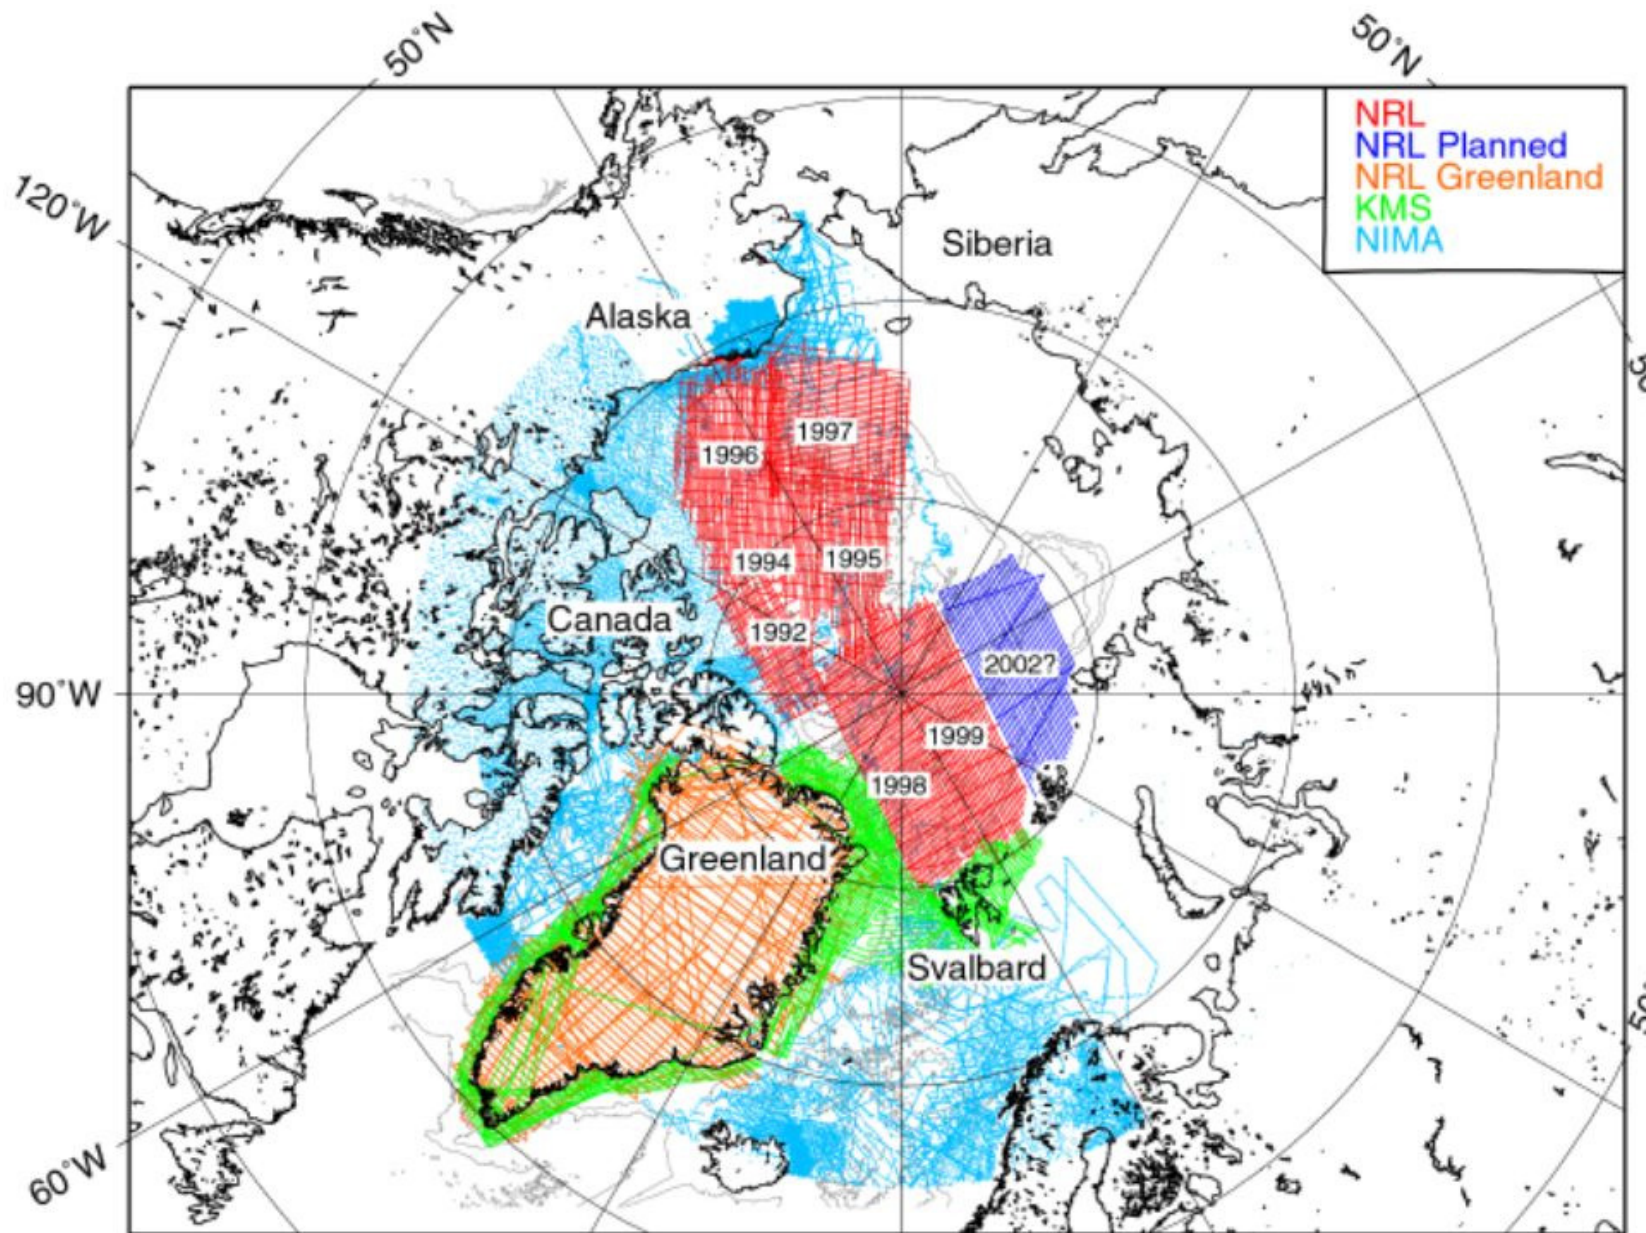 50°N
50°N
NRL
NRL Planned
NRL Greenland
KMS
NIMA
120°W
Siberia
Alaska
1997
1996
1994
1995
Canada
1992
2002?
90°W
1999
1998
Greenland
Svalbard
60°W